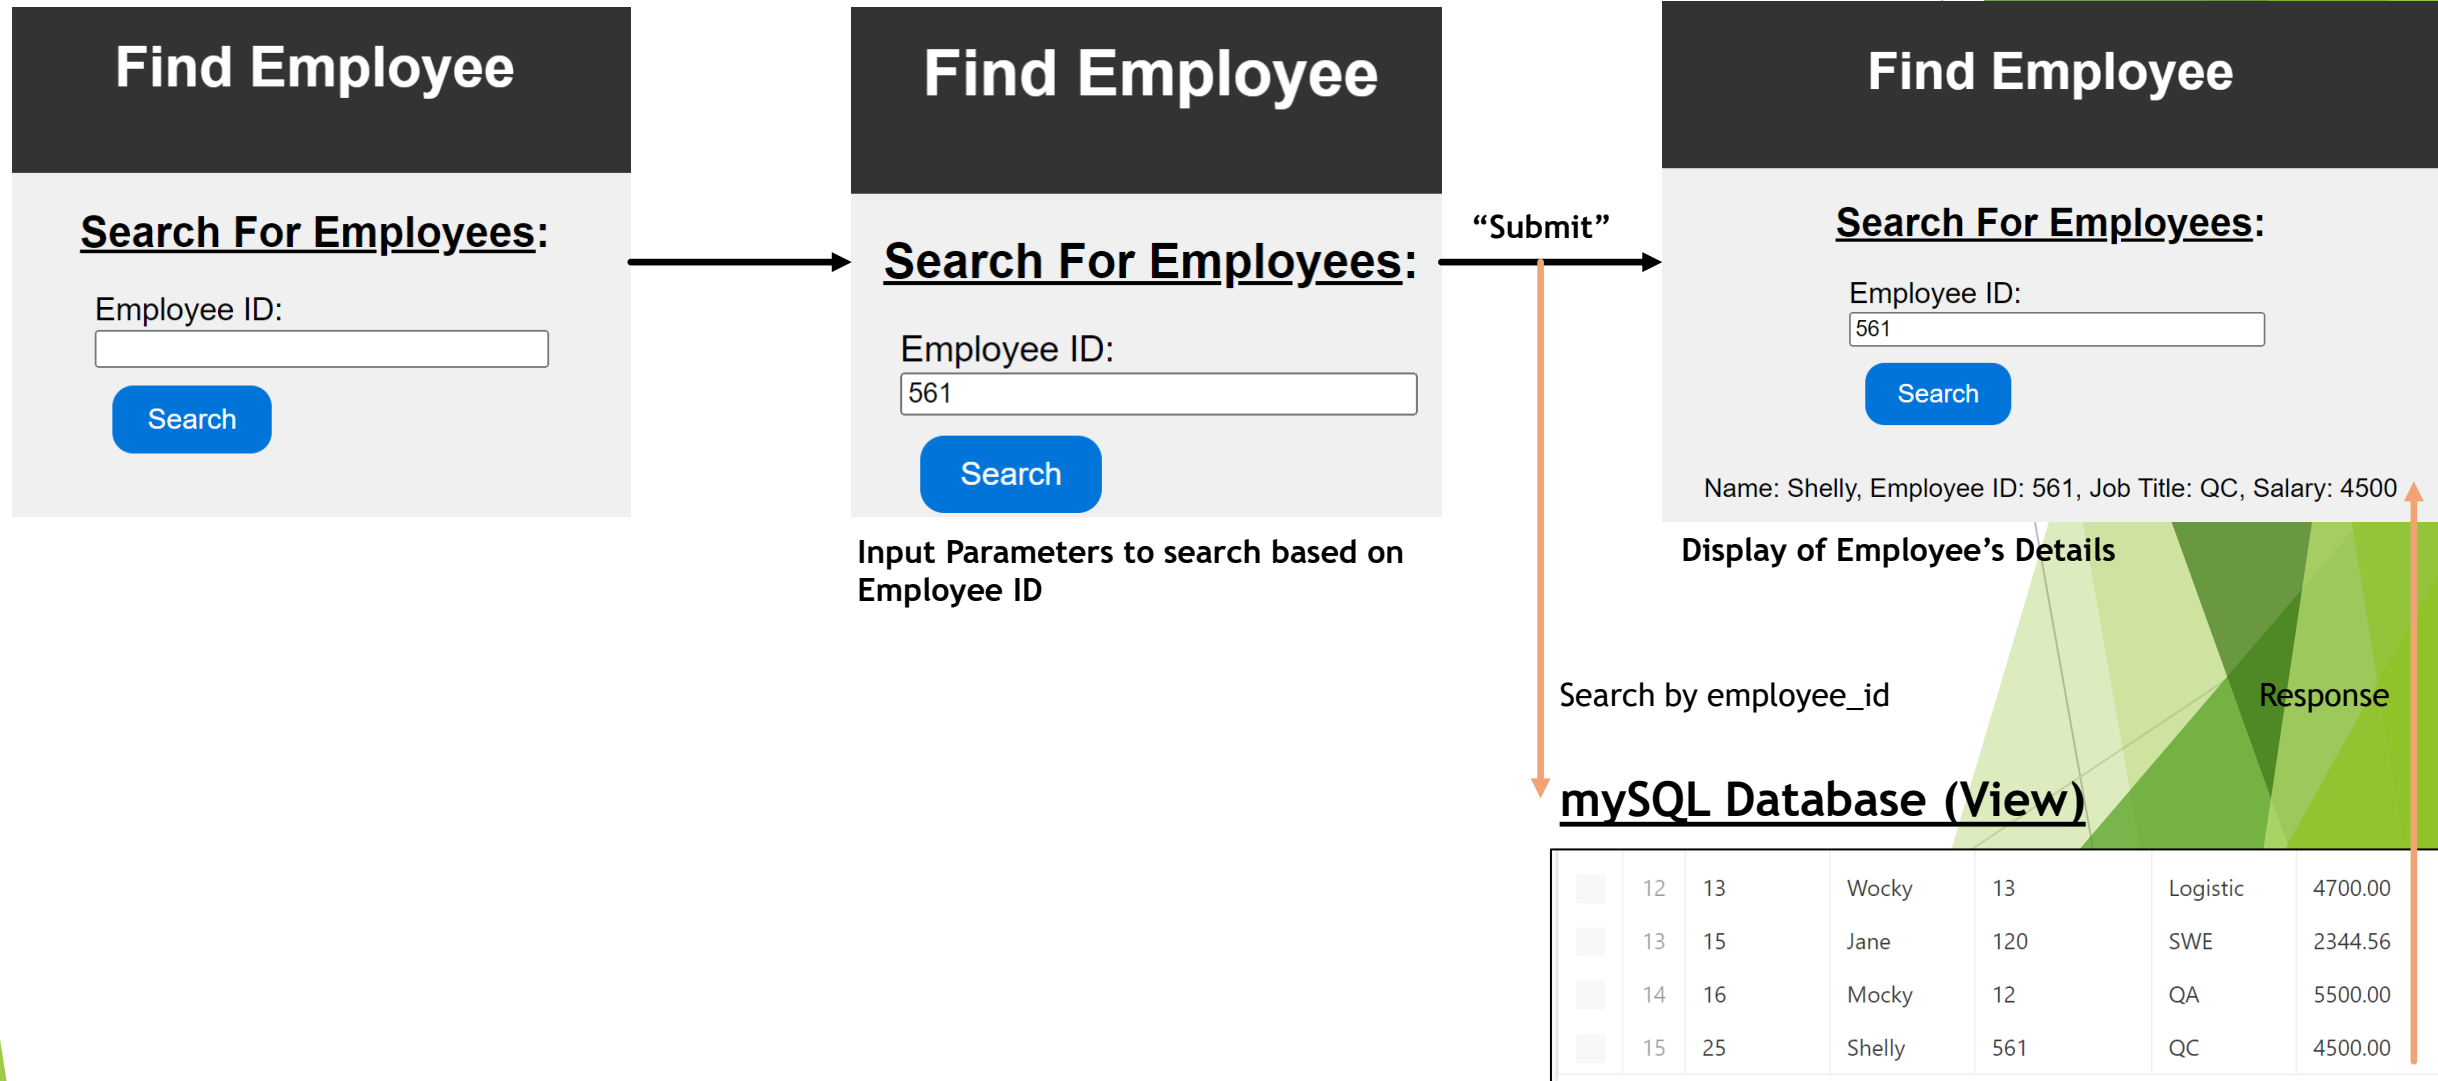 Find Employee
Search For Employees:
Employee ID:
Search
Find Employee
Search For Employees:
Employee ID:
561
Search
Input Parameters to search based on
Employee ID
“Submit”
Find Employee
Search For Employees:
Employee ID:
561
Search
Name: Shelly, Employee ID: 561, Job Title: QC, Salary: 4500
Display of Employee’s Details
Search by employee_id
Response
mySQL Database (View)
12 13 Wocky 13 Logistic 4700.00
13 15 Jane 120 SWE 2344.56
14 16 Mocky 12 QA 5500.00
15 25 Shelly 561 QC 4500.00